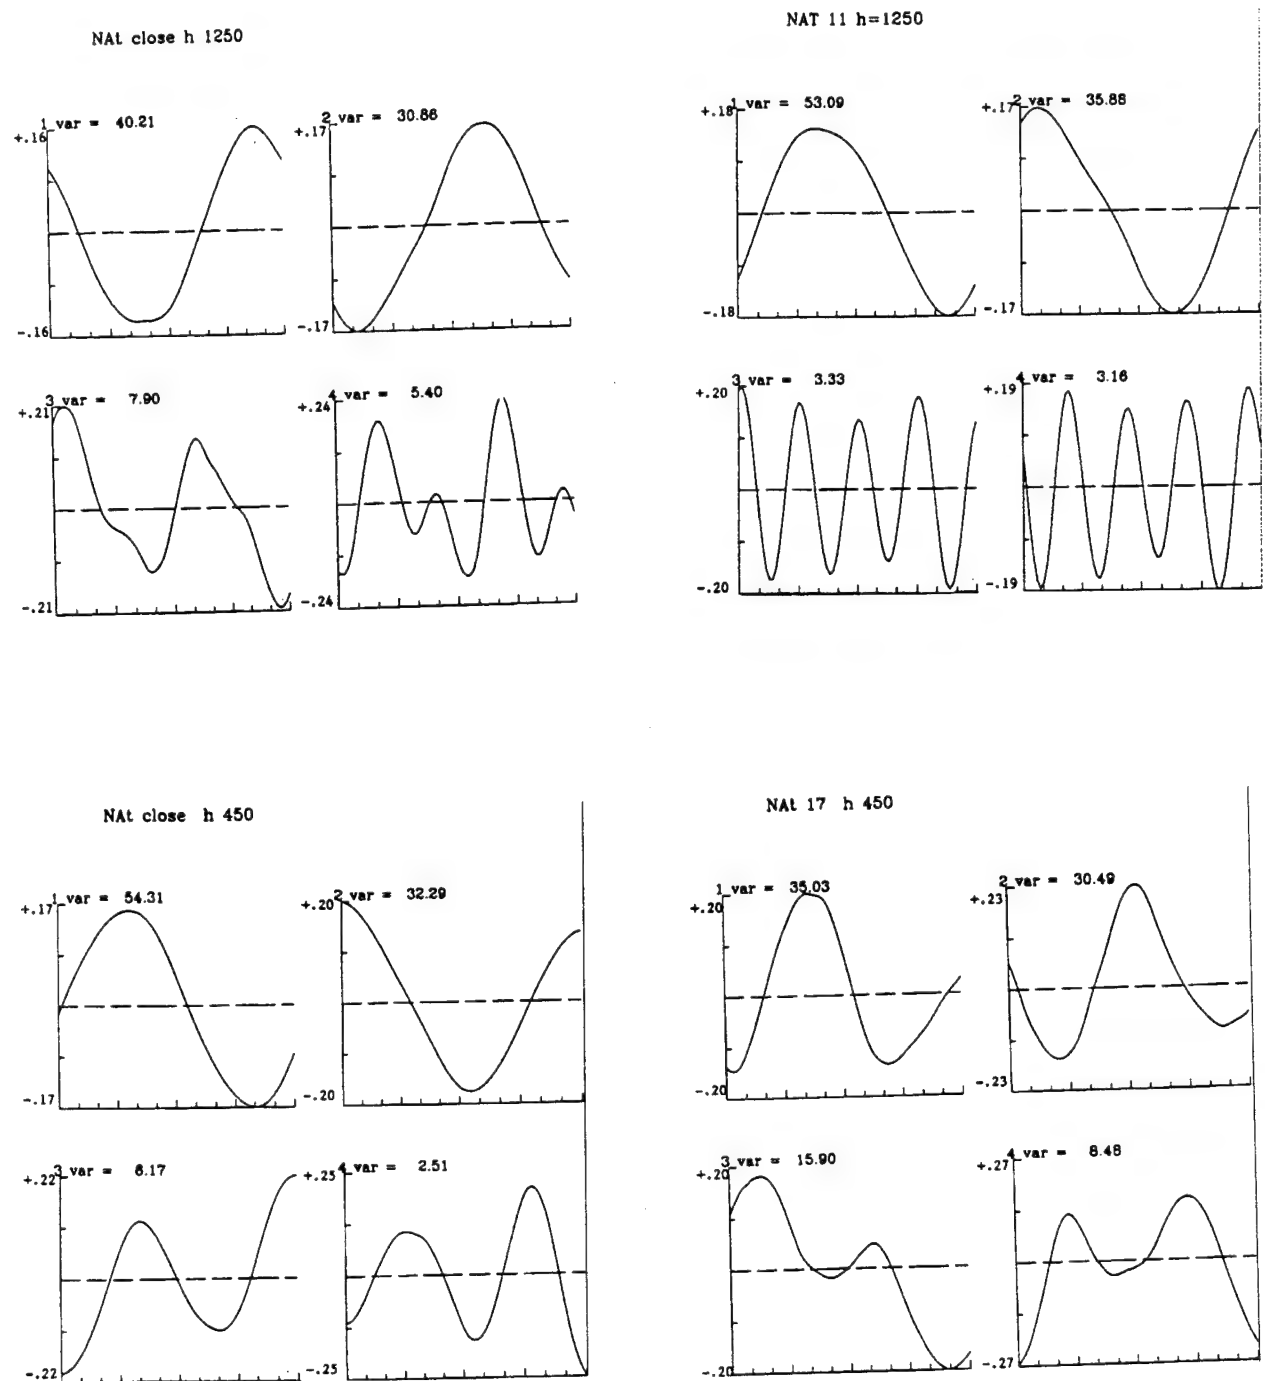 NAt close h 1250
1 var = 40.21
+.16
-.16
2 var = 30.86
+.17
-.17
3 var = 7.90
+.21
-.21
4 var = 5.40
+.24
-.24
NAT 11 h=1250
1 var = 53.09
+.18
-.18
2 var = 35.88
+.17
-.17
3 var = 3.33
+.20
-.20
4 var = 3.16
+.19
-.19
NAt close h 450
1 var = 54.31
+.17
-.17
2 var = 32.29
+.20
-.20
3 var = 6.17
+.22
-.22
4 var = 2.51
+.25
-.25
NAt 17 h 450
1 var = 35.03
+.20
-.20
2 var = 30.49
+.23
-.23
3 var = 15.90
+.20
-.20
4 var = 8.48
+.27
-.27